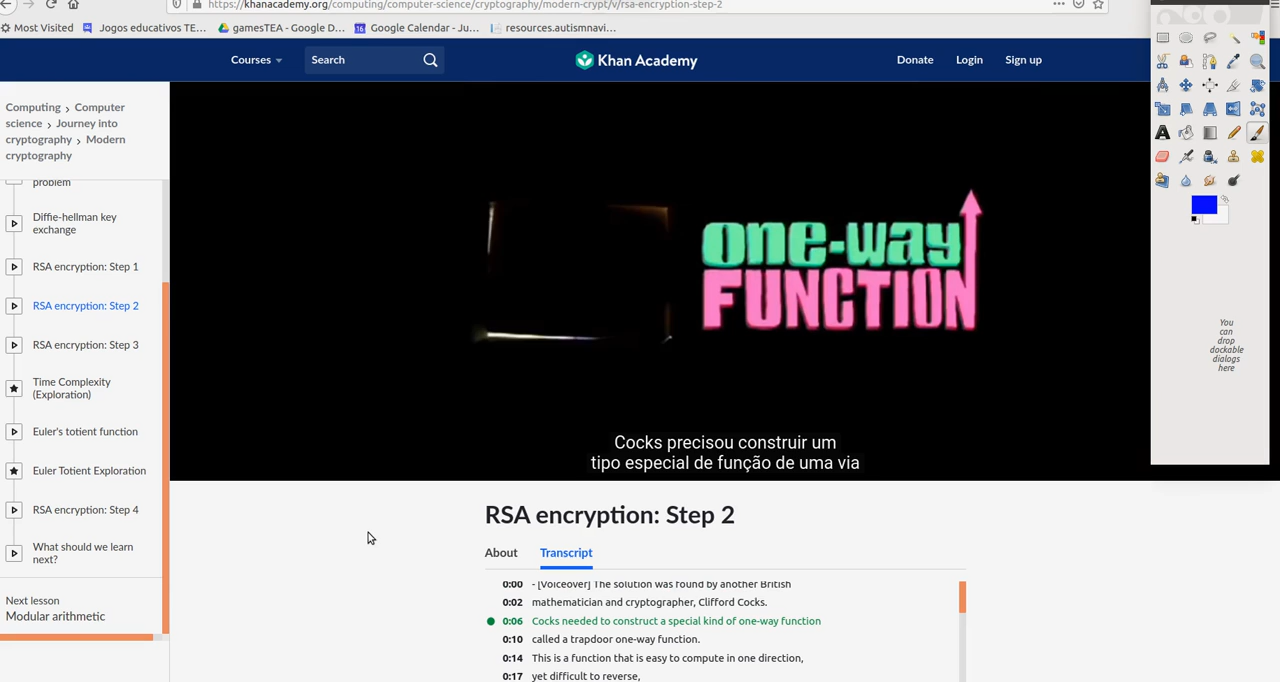 https://khanacademy.org/computing/computer-science/cryptography/modern-crypt/v/rsa-encryption-step-2
Most Visited
Jogos educativos TE...
gamesTEA - Google D...
16
Google Calendar - Ju...
resources.autismnavi...
Courses
Search
Khan Academy
Donate
Login
Sign up
Computing › Computer
science › Journey into
cryptography › Modern
cryptography
problem
Diffie-hellman key
exchange
RSA encryption: Step 1
RSA encryption: Step 2
RSA encryption: Step 3
Time Complexity
(Exploration)
Euler's totient function
Euler Totient Exploration
RSA encryption: Step 4
What should we learn
next?
Next lesson
Modular arithmetic
one-way
FUNCTION
Cocks precisou construir um
tipo especial de função de uma via
RSA encryption: Step 2
About
Transcript
0:00 - [Voiceover] The solution was found by another British
0:02 mathematician and cryptographer, Clifford Cocks.
0:06 Cocks needed to construct a special kind of one-way function
0:10 called a trapdoor one-way function.
0:14 This is a function that is easy to compute in one direction,
0:17 yet difficult to reverse,
You
can
drop
dockable
dialogs
here